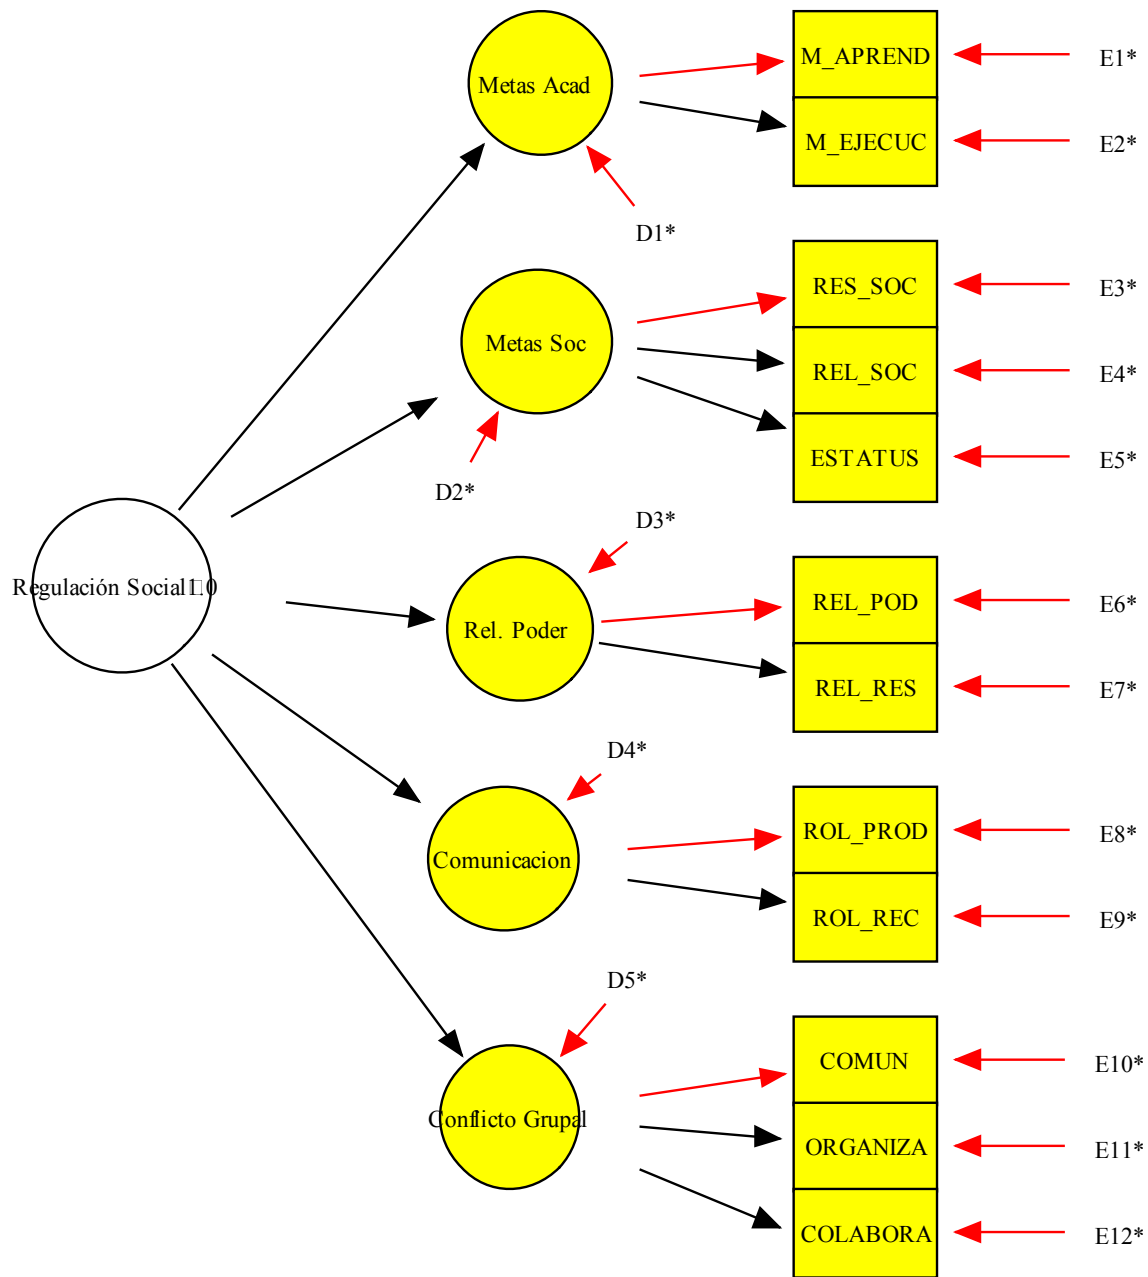 Metas Acad
M_APREND
E1*
M_EJECUC
E2*
D1*
RES_SOC
E3*
Metas Soc
REL_SOC
E4*
ESTATUS
E5*
D2*
D3*
Regulación Social1□0
Rel. Poder
REL_POD
E6*
REL_RES
E7*
D4*
Comunicacion
ROL_PROD
E8*
ROL_REC
E9*
D5*
Conflicto Grupal
COMUN
E10*
ORGANIZA
E11*
COLABORA
E12*